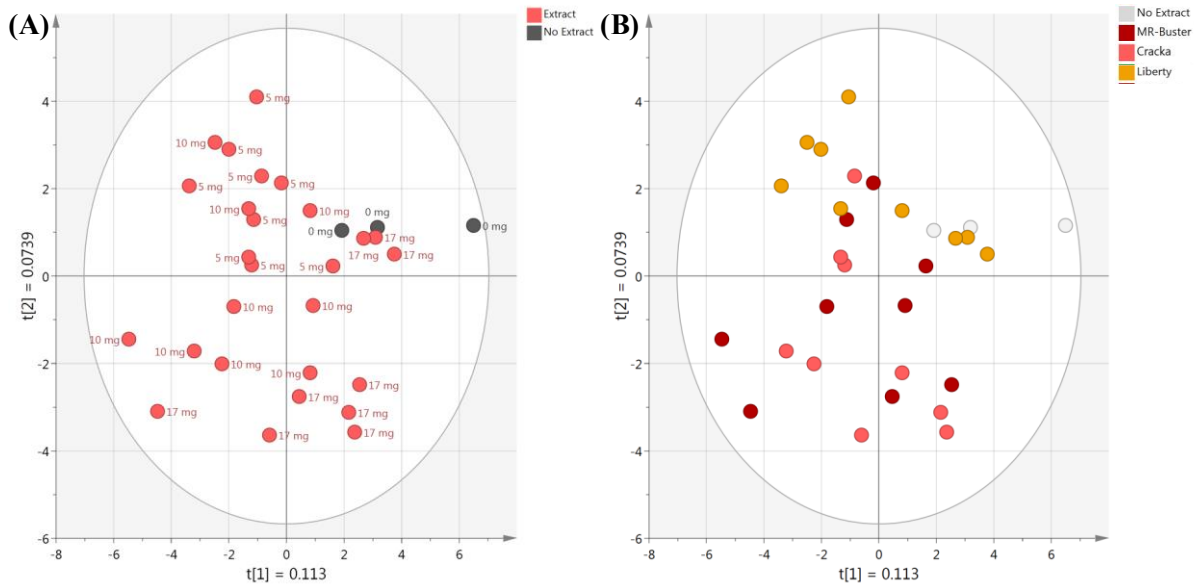 (A)
Extract
No Extract
4
2
0
-2
-4
-6
-8
-6
-4
-2
0
2
4
6
t[2] = 0.0739
t[1] = 0.113
5 mg
10 mg
5 mg
5 mg
5 mg
5 mg
10 mg
5 mg
10 mg
0 mg
0 mg
0 mg
17 mg
17 mg
17 mg
5 mg
5 mg
5 mg
10 mg
10 mg
10 mg
10 mg
10 mg
10 mg
17 mg
17 mg
17 mg
17 mg
17 mg
17 mg
(B)
No Extract
MR-Buster
Cracka
Liberty
4
2
0
-2
-4
-6
-8
-6
-4
-2
0
2
4
6
t[2] = 0.0739
t[1] = 0.113